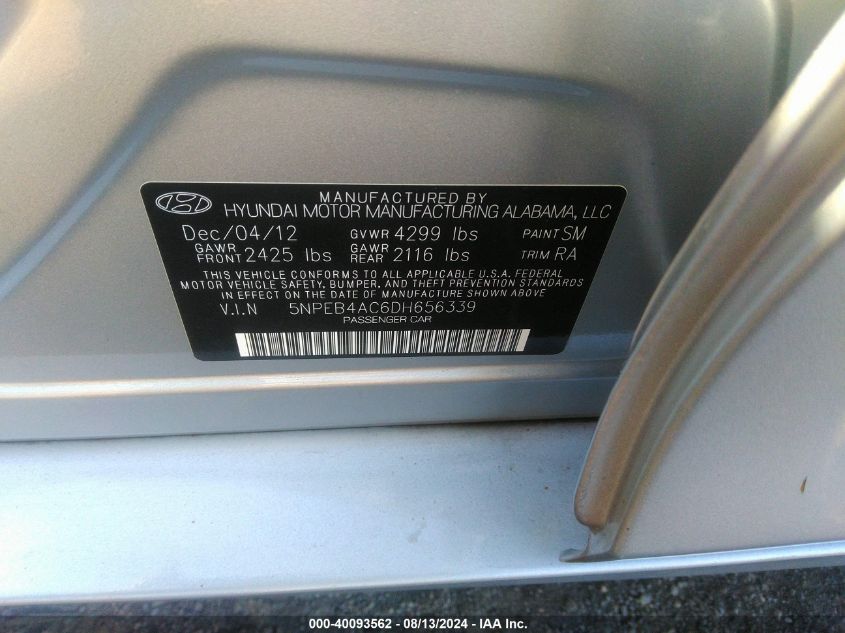 MANUFACTURED BY
HYUNDAI MOTOR MANUFACTURING ALABAMA, LLC
Dec/04/12 GVWR 4299 lbs PAINT SM
GAWR FRONT 2425 lbs GAWR REAR 2116 lbs TRIM RA
THIS VEHICLE CONFORMS TO ALL APPLICABLE U.S.A. FEDERAL
MOTOR VEHICLE SAFETY, BUMPER, AND THEFT PREVENTION STANDARDS
IN EFFECT ON THE DATE OF MANUFACTURE SHOWN ABOVE.
V.I.N 5NPEB4AC6DH656339
PASSENGER CAR
000-40093562 - 08/13/2024 - IAA Inc.